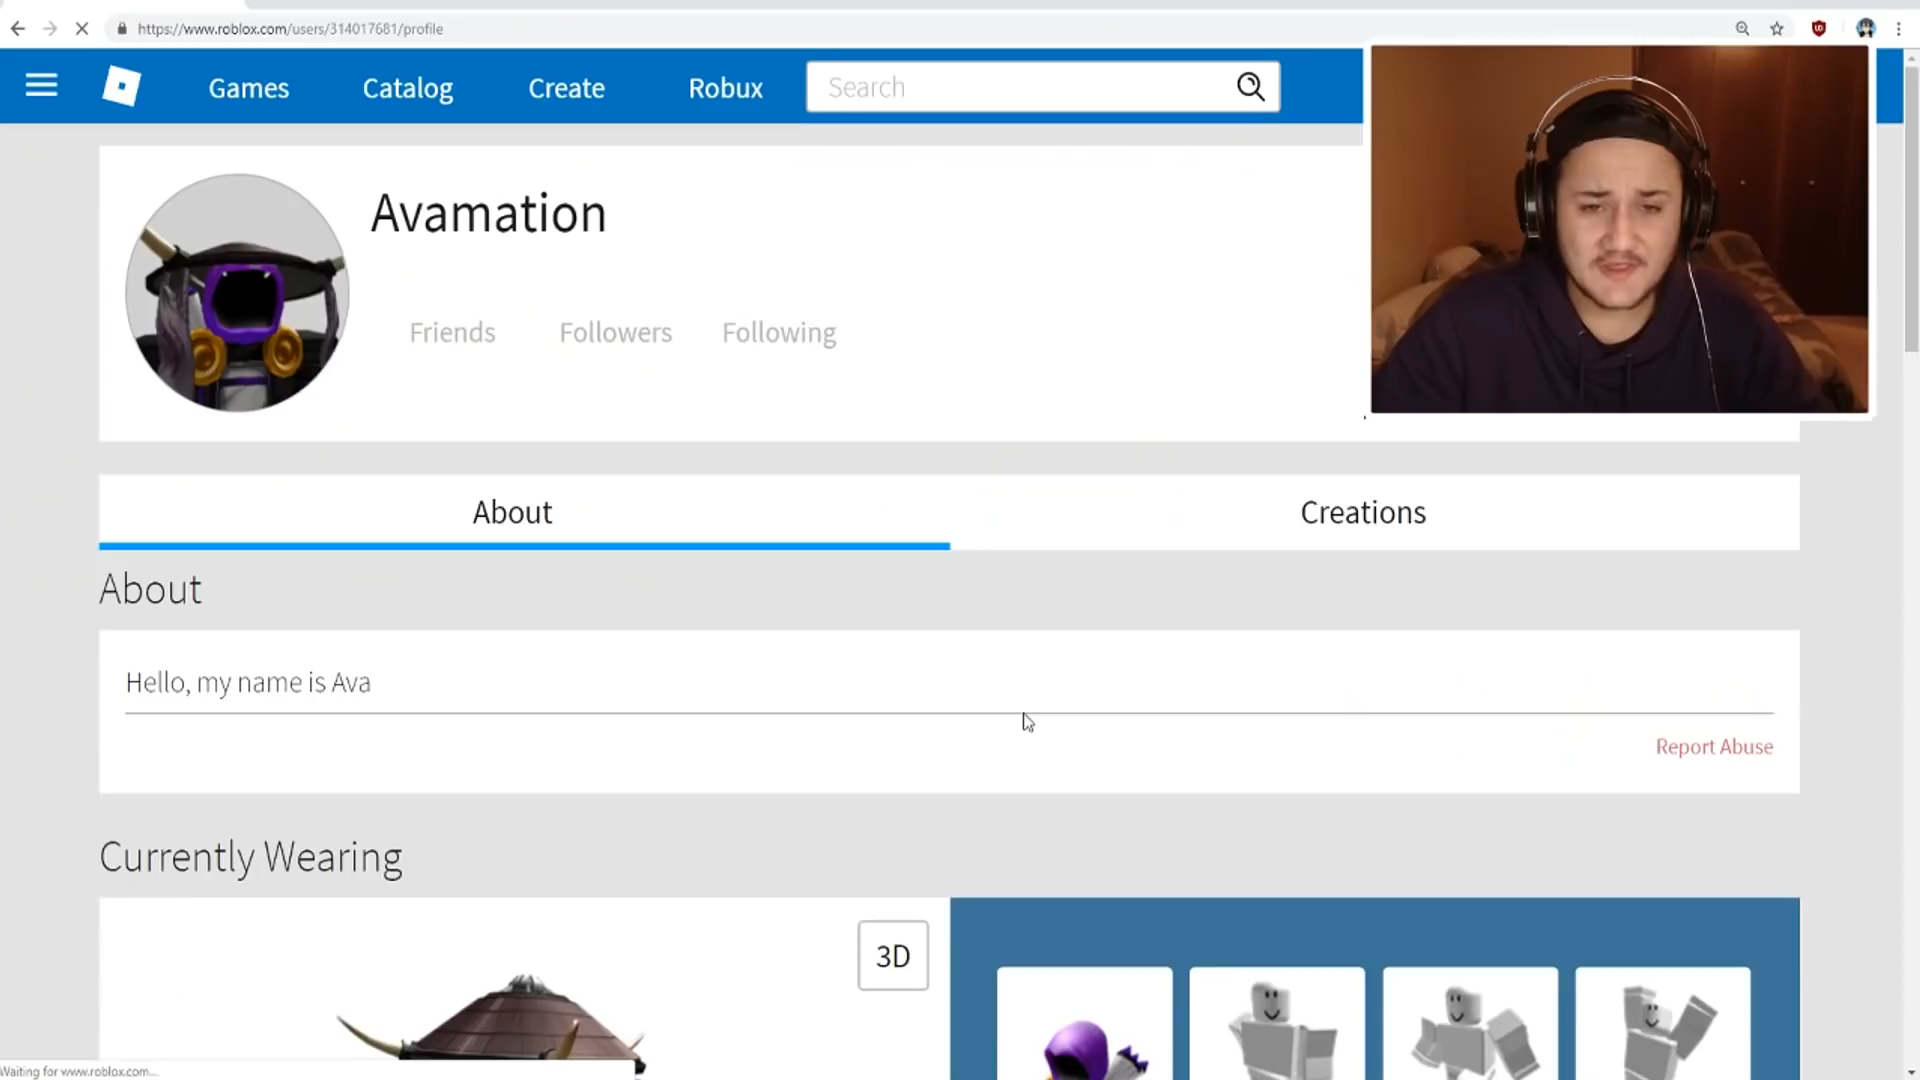 https://www.roblox.com/users/314017681/profile
Games Catalog Create Robux Search
Avamation
Friends Followers Following
About Creations
About
Hello, my name is Ava
Report Abuse
Currently Wearing
3D
Waiting for www.roblox.com...